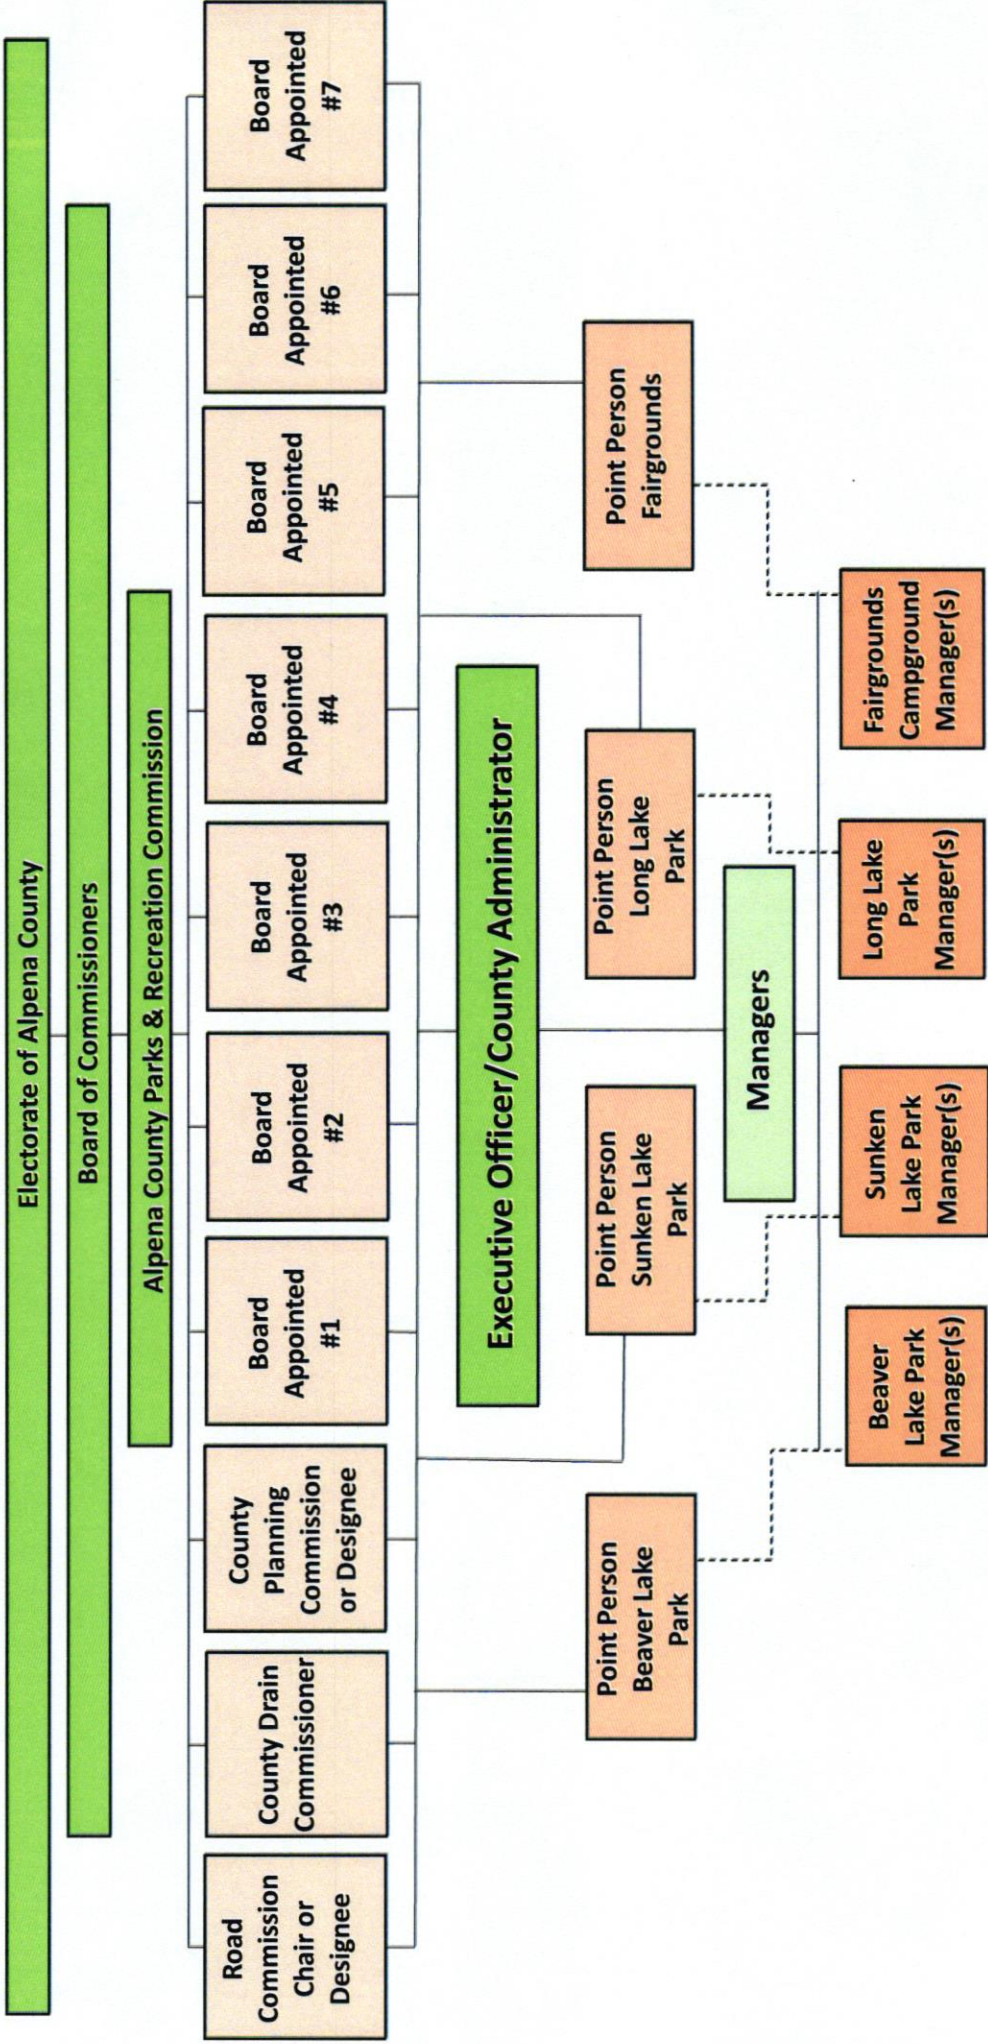 Electorate of Alpena County
Board of Commissioners
Alpena County Parks & Recreation Commission
Road
Commission
Chair or
Designee
County Drain
Commissioner
County
Planning
Commission
or Designee
Board
Appointed
#1
Board
Appointed
#2
Board
Appointed
#3
Board
Appointed
#4
Board
Appointed
#5
Board
Appointed
#6
Board
Appointed
#7
Executive Officer/County Administrator
Point Person
Beaver Lake
Park
Point Person
Sunken Lake
Park
Point Person
Long Lake
Park
Point Person
Fairgrounds
Managers
Beaver
Lake Park
Manager(s)
Sunken
Lake Park
Manager(s)
Long Lake
Park
Manager(s)
Fairgrounds
Campground
Manager(s)